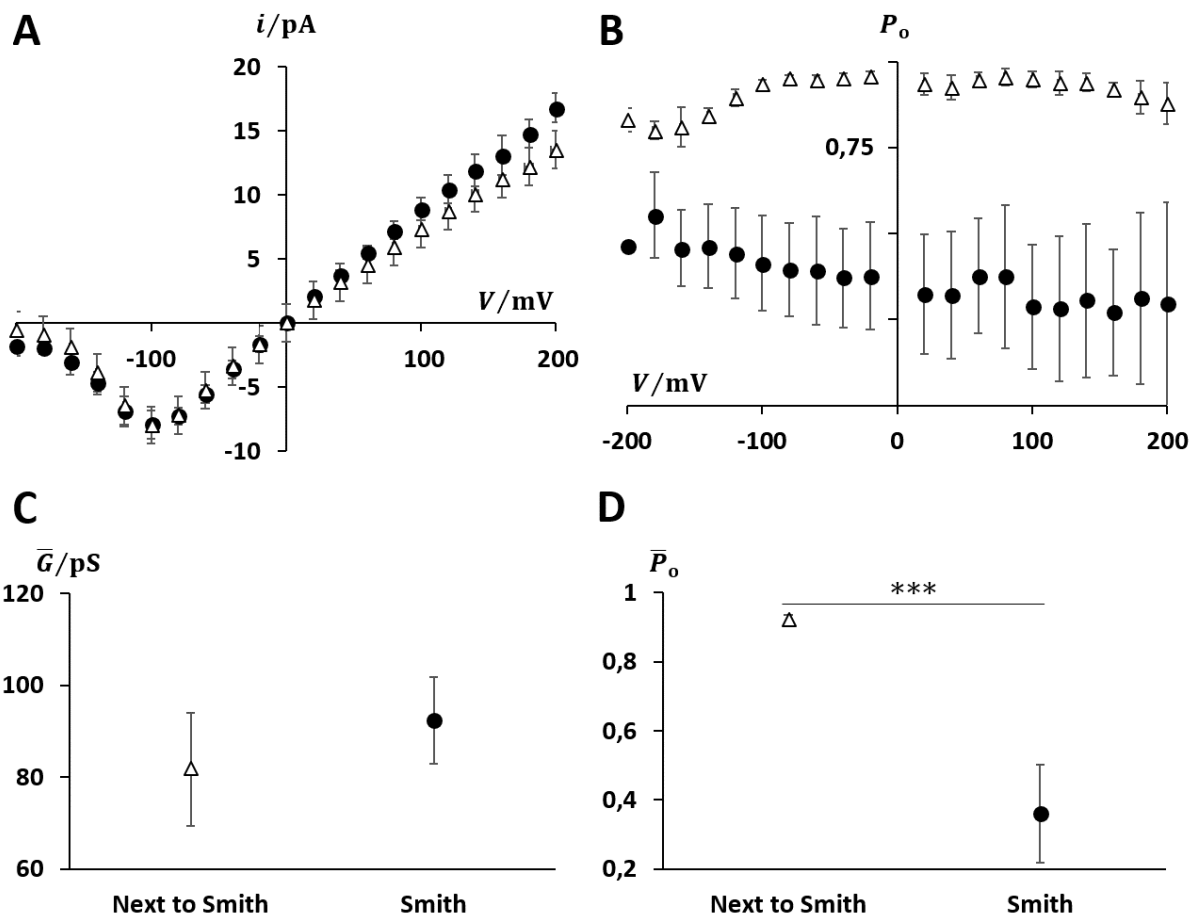 A
i/pA
20
15
10
5
V/mV
-100
100
200
-5
-10
B
Pₒ
0,75
V/mV
-200
-100
0
100
200
C
G̅/pS
120
100
80
60
Next to Smith
Smith
D
P̅ₒ
1
***
0,8
0,6
0,4
0,2
Next to Smith
Smith